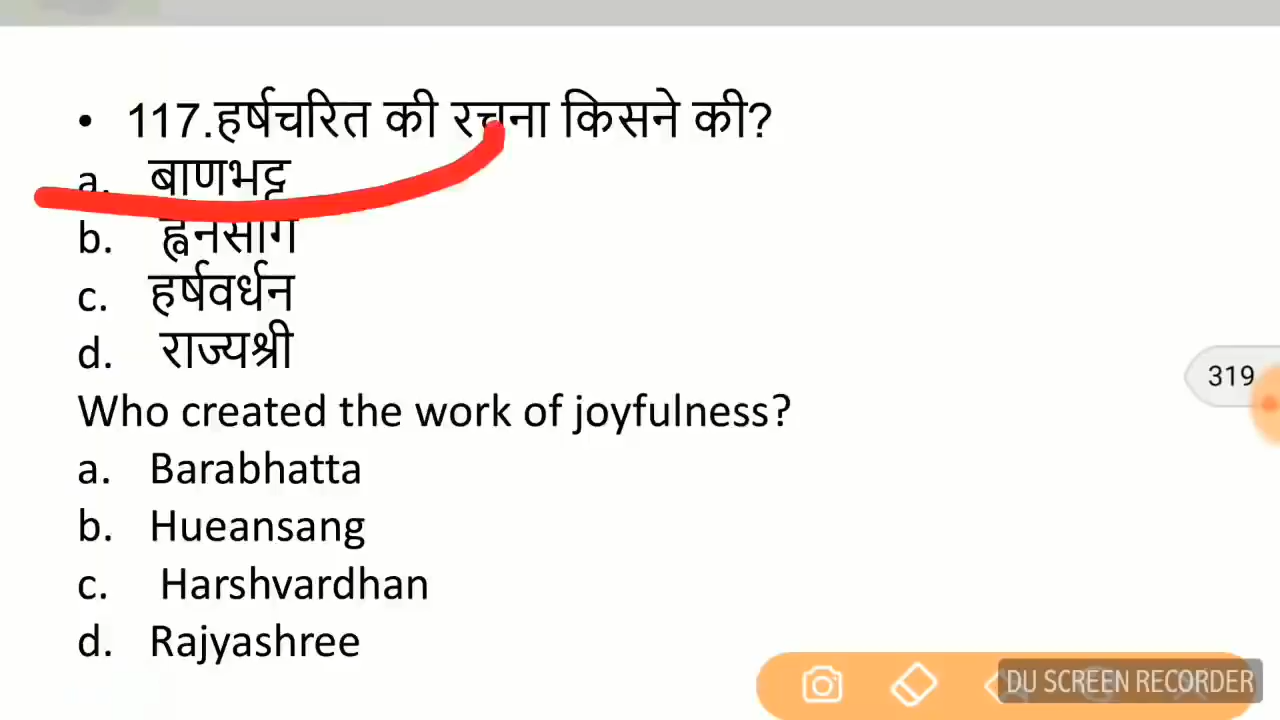 • 117.हर्षचरित की रचना किसने की?
a. बाणभट्ट
b. ह्वेनसांग
c. हर्षवर्धन
d. राज्यश्री
319
Who created the work of joyfulness?
a. Barabhatta
b. Hueansang
c. Harshvardhan
d. Rajyashree
DU SCREEN RECORDER